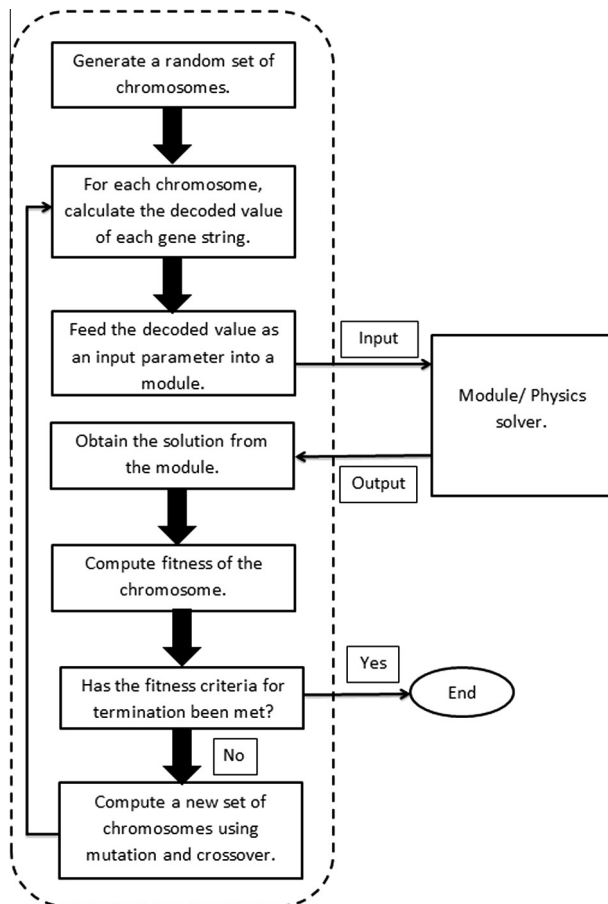 Generate a random set of
chromosomes.
For each chromosome,
calculate the decoded value
of each gene string.
Feed the decoded value as
an input parameter into a
module.
Input
Module/ Physics
solver.
Obtain the solution from
the module.
Output
Compute fitness of the
chromosome.
Has the fitness criteria for
termination been met?
Yes
End
No
Compute a new set of
chromosomes using
mutation and crossover.